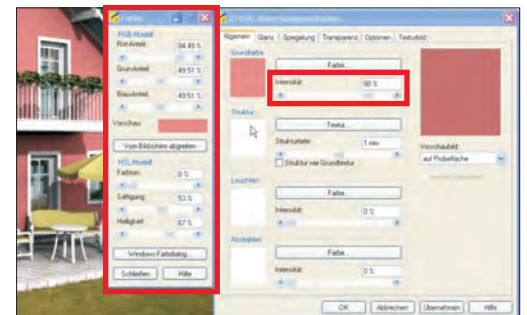 Farbe
RGB-Modell
Rot-Anteil: 84.49 %
Grün-Anteil: 49.51 %
Blau-Anteil: 49.51 %
Vorschau:
Vom Bildschirm abgreifen
HSL-Modell
Farbton: 0 %
Sättigung: 53 %
Helligkeit: 67 %
Windows-Farbdialog...
Schließen Hilfe
Allgemein Glanz Spiegelung Transparenz Optionen Texturbild
Grundfarbe
Farbe...
Intensität: 80 %
Struktur
Textur...
Strukturtiefe: 1 mm
Struktur wie Grundtextur
Vorschaubild:
auf Probefläche
Leuchten
Farbe...
Intensität: 0 %
Abstrahlen
Farbe...
Intensität: 0 %
OK Abbrechen Übernehmen Hilfe